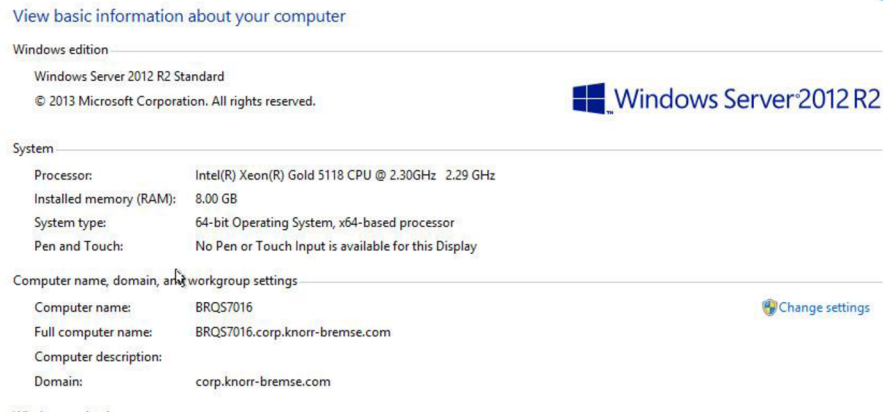 View basic information about your computer
Windows edition
Windows Server 2012 R2 Standard
© 2013 Microsoft Corporation. All rights reserved.
Windows Server 2012 R2
System
Processor: Intel(R) Xeon(R) Gold 5118 CPU @ 2.30GHz 2.29 GHz
Installed memory (RAM): 8.00 GB
System type: 64-bit Operating System, x64-based processor
Pen and Touch: No Pen or Touch Input is available for this Display
Computer name, domain, and workgroup settings
Computer name: BRQS7016 Change settings
Full computer name: BRQS7016.corp.knorr-bremse.com
Computer description:
Domain: corp.knorr-bremse.com